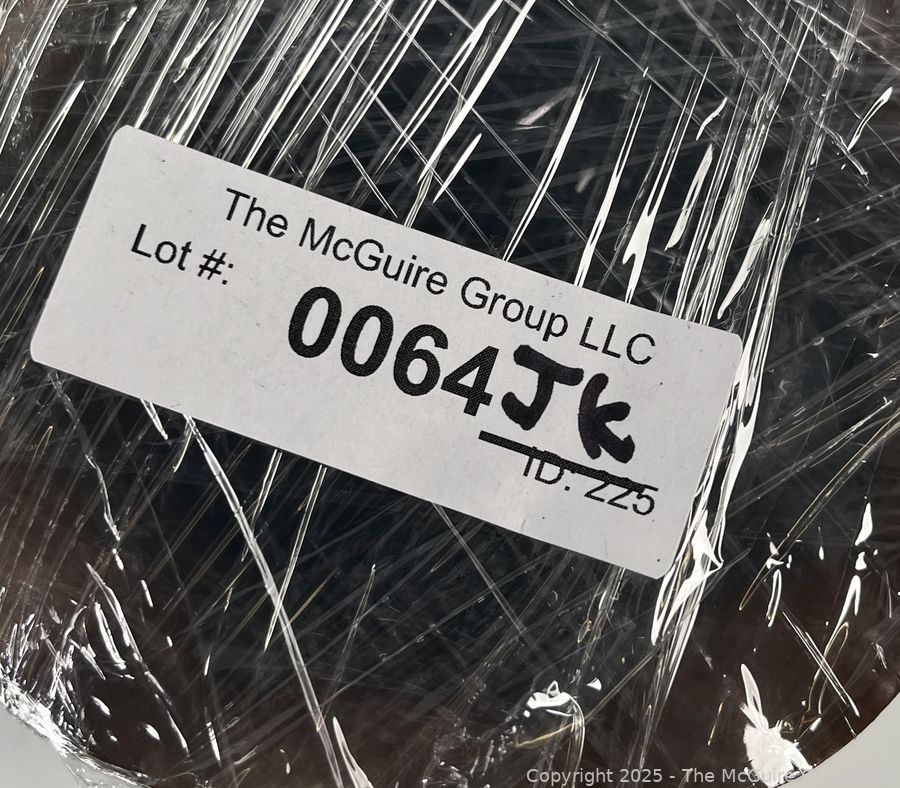 The McGuire Group LLC
Lot #:
0064JK
ID: 225
Copyright 2025 - The McGuire